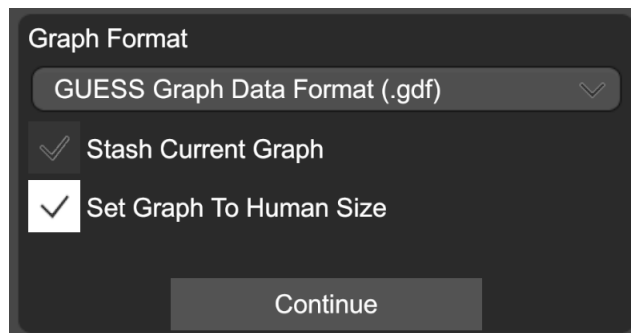 Graph Format
GUESS Graph Data Format (.gdf)
Stash Current Graph
Set Graph To Human Size
Continue